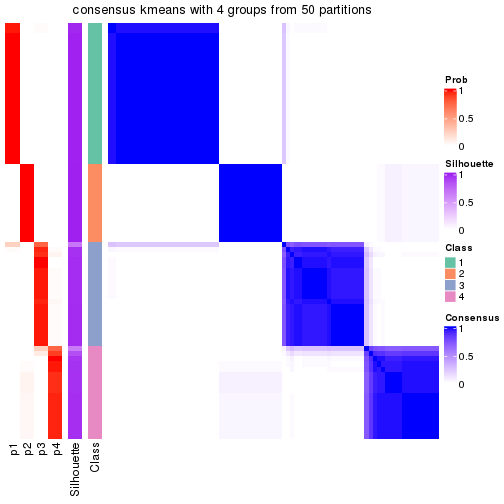 consensus kmeans with 4 groups from 50 partitions
Prob
1
0.5
0
Silhouette
1
0.5
0
Class
1
2
3
4
Consensus
1
0.5
0
p1
p2
p3
p4
Silhouette
Class